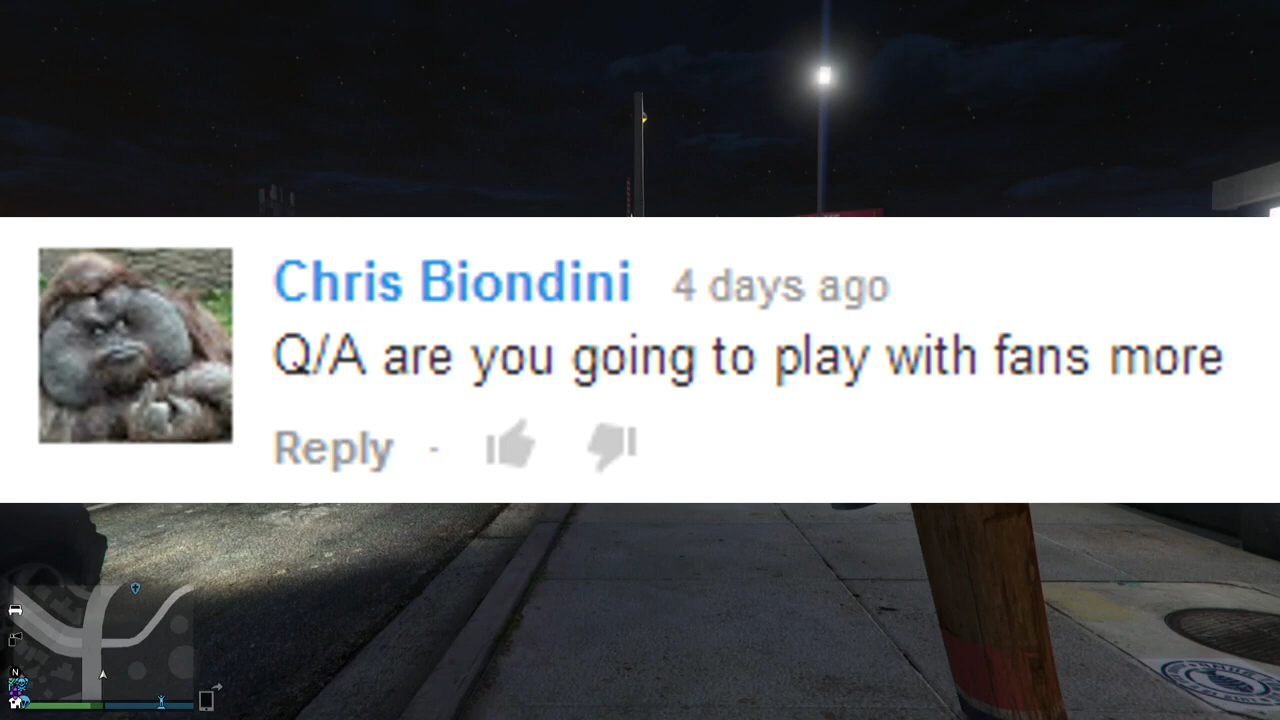 Chris Biondini 4 days ago
Q/A are you going to play with fans more
Reply ·
N